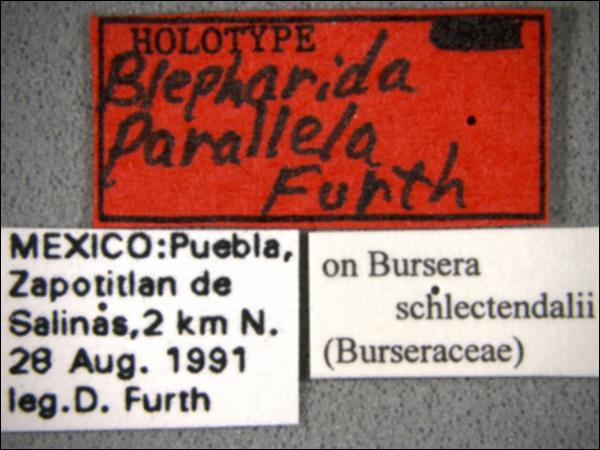 HOLOTYPE
Blepharida
Parallela
Furth
MEXICO:Puebla,
Zapotitlan de
Salinas,2 km N.
28 Aug. 1991
leg.D. Furth
on Bursera
schlectendalii
(Burseraceae)